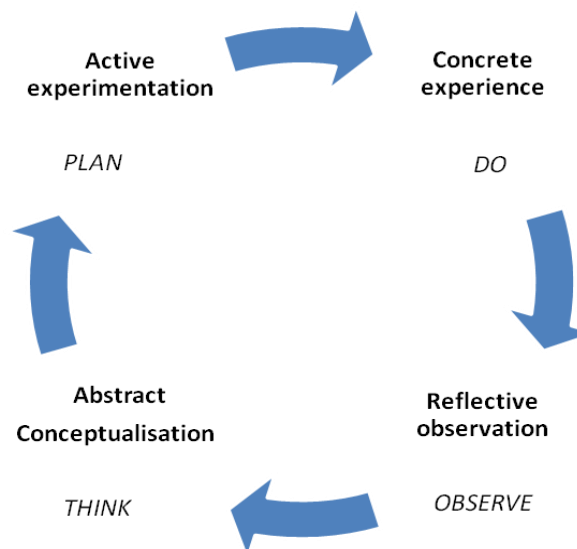 Active
experimentation
PLAN
Concrete
experience
DO
Reflective
observation
OBSERVE
Abstract
Conceptualisation
THINK